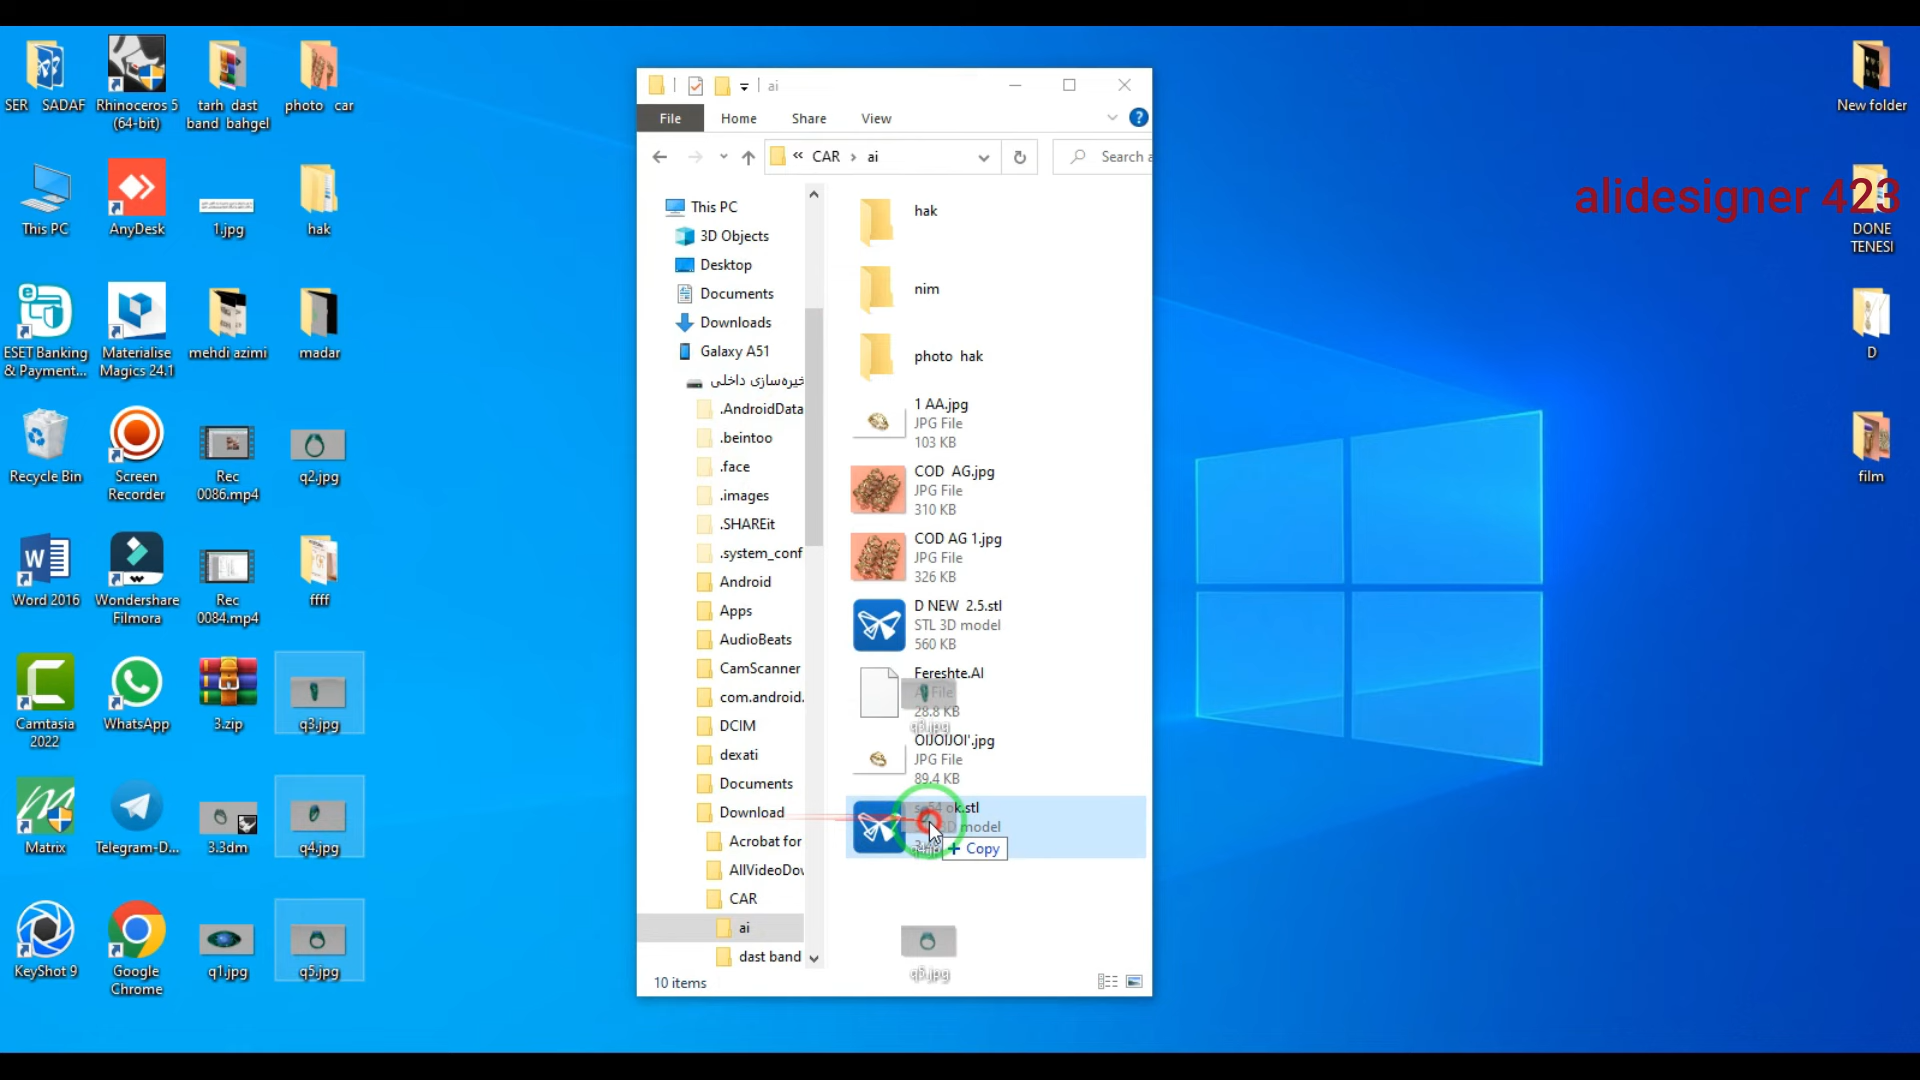 SER SADAF
Rhinoceros 5
(64-bit)
tarh dast
band bahgel
photo car
This PC
AnyDesk
1.jpg
hak
ESET Banking
& Payment...
Materialise
Magics 24.1
mehdi azimi
madar
Recycle Bin
Screen
Recorder
Rec
0086.mp4
q2.jpg
Word 2016
Wondershare
Filmora
Rec
0084.mp4
ffff
Camtasia
2022
WhatsApp
3.zip
q3.jpg
Matrix
Telegram-D...
3.3dm
q4.jpg
KeyShot 9
Google
Chrome
q1.jpg
q5.jpg
ai
File
Home
Share
View
« CAR > ai
Search a
This PC
3D Objects
Desktop
Documents
Downloads
Galaxy A51
خیره‌سازی داخلی
.AndroidData
.beintoo
.face
.images
.SHAREit
.system_conf
Android
Apps
AudioBeats
CamScanner
com.android.
DCIM
dexati
Documents
Download
Acrobat for
AllVideoDov
CAR
ai
dast band
hak
nim
photo hak
1 AA.jpg
JPG File
103 KB
COD AG.jpg
JPG File
310 KB
COD AG 1.jpg
JPG File
326 KB
D NEW 2.5.stl
STL 3D model
560 KB
Fereshte.AI
AI File
28.8 KB
q3.jpg
OIJOIJOI'.jpg
JPG File
89.4 KB
ok.stl
3D model
+ Copy
q5.jpg
10 items
New folder
alidesigner 423
DONE
TENESI
D
film